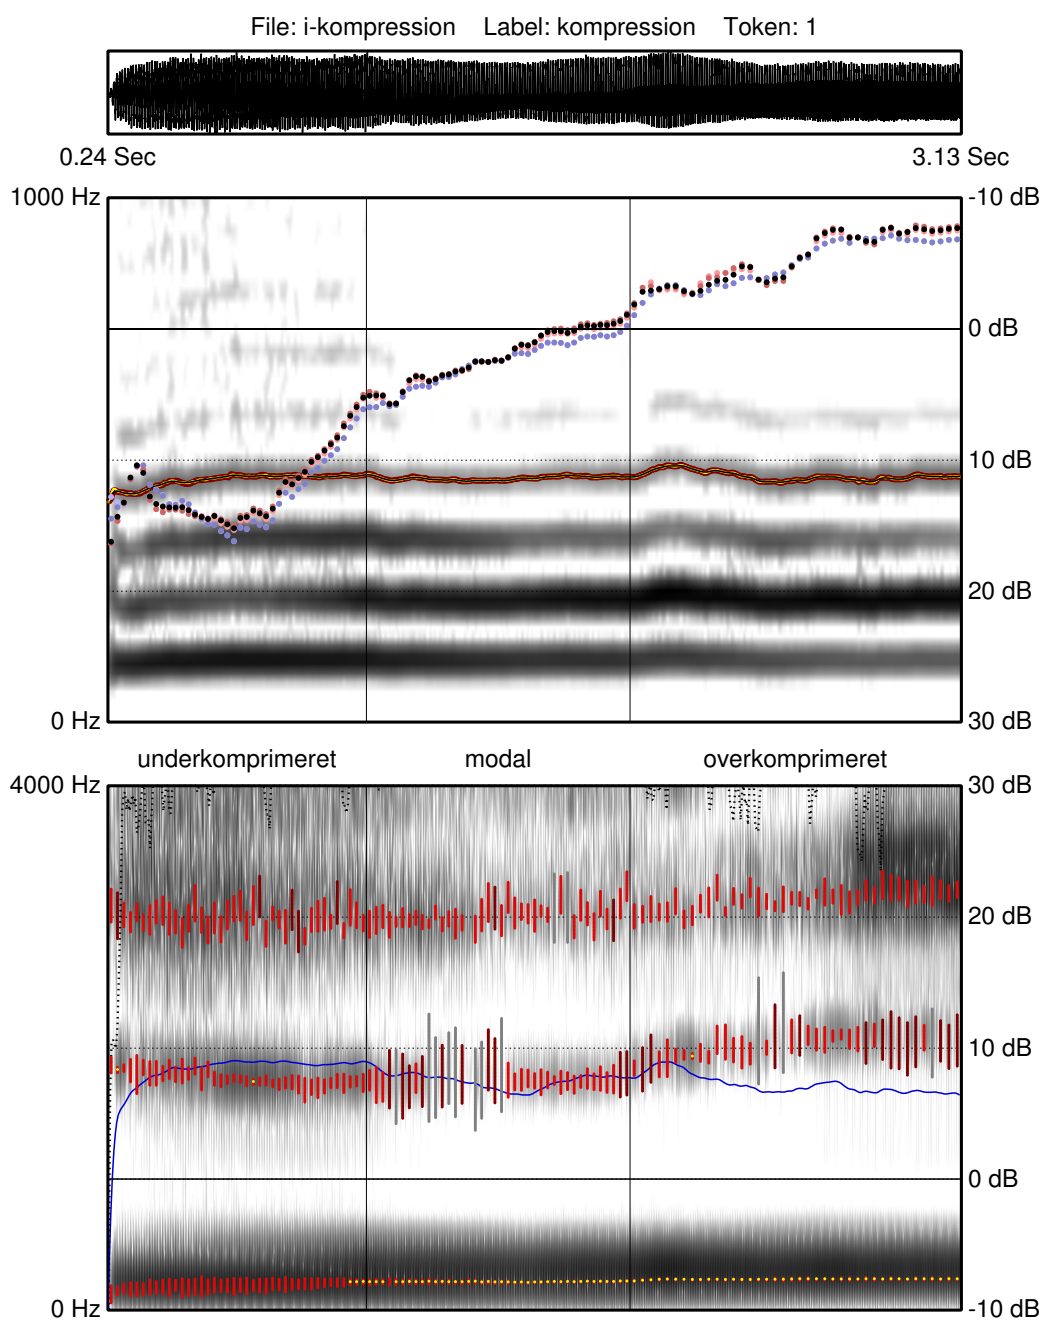 File: i-kompression Label: kompression Token: 1
0.24 Sec 3.13 Sec
1000 Hz -10 dB
0 dB
10 dB
20 dB
0 Hz 30 dB
underkomprimeret modal overkomprimeret
4000 Hz 30 dB
20 dB
10 dB
0 dB
0 Hz -10 dB